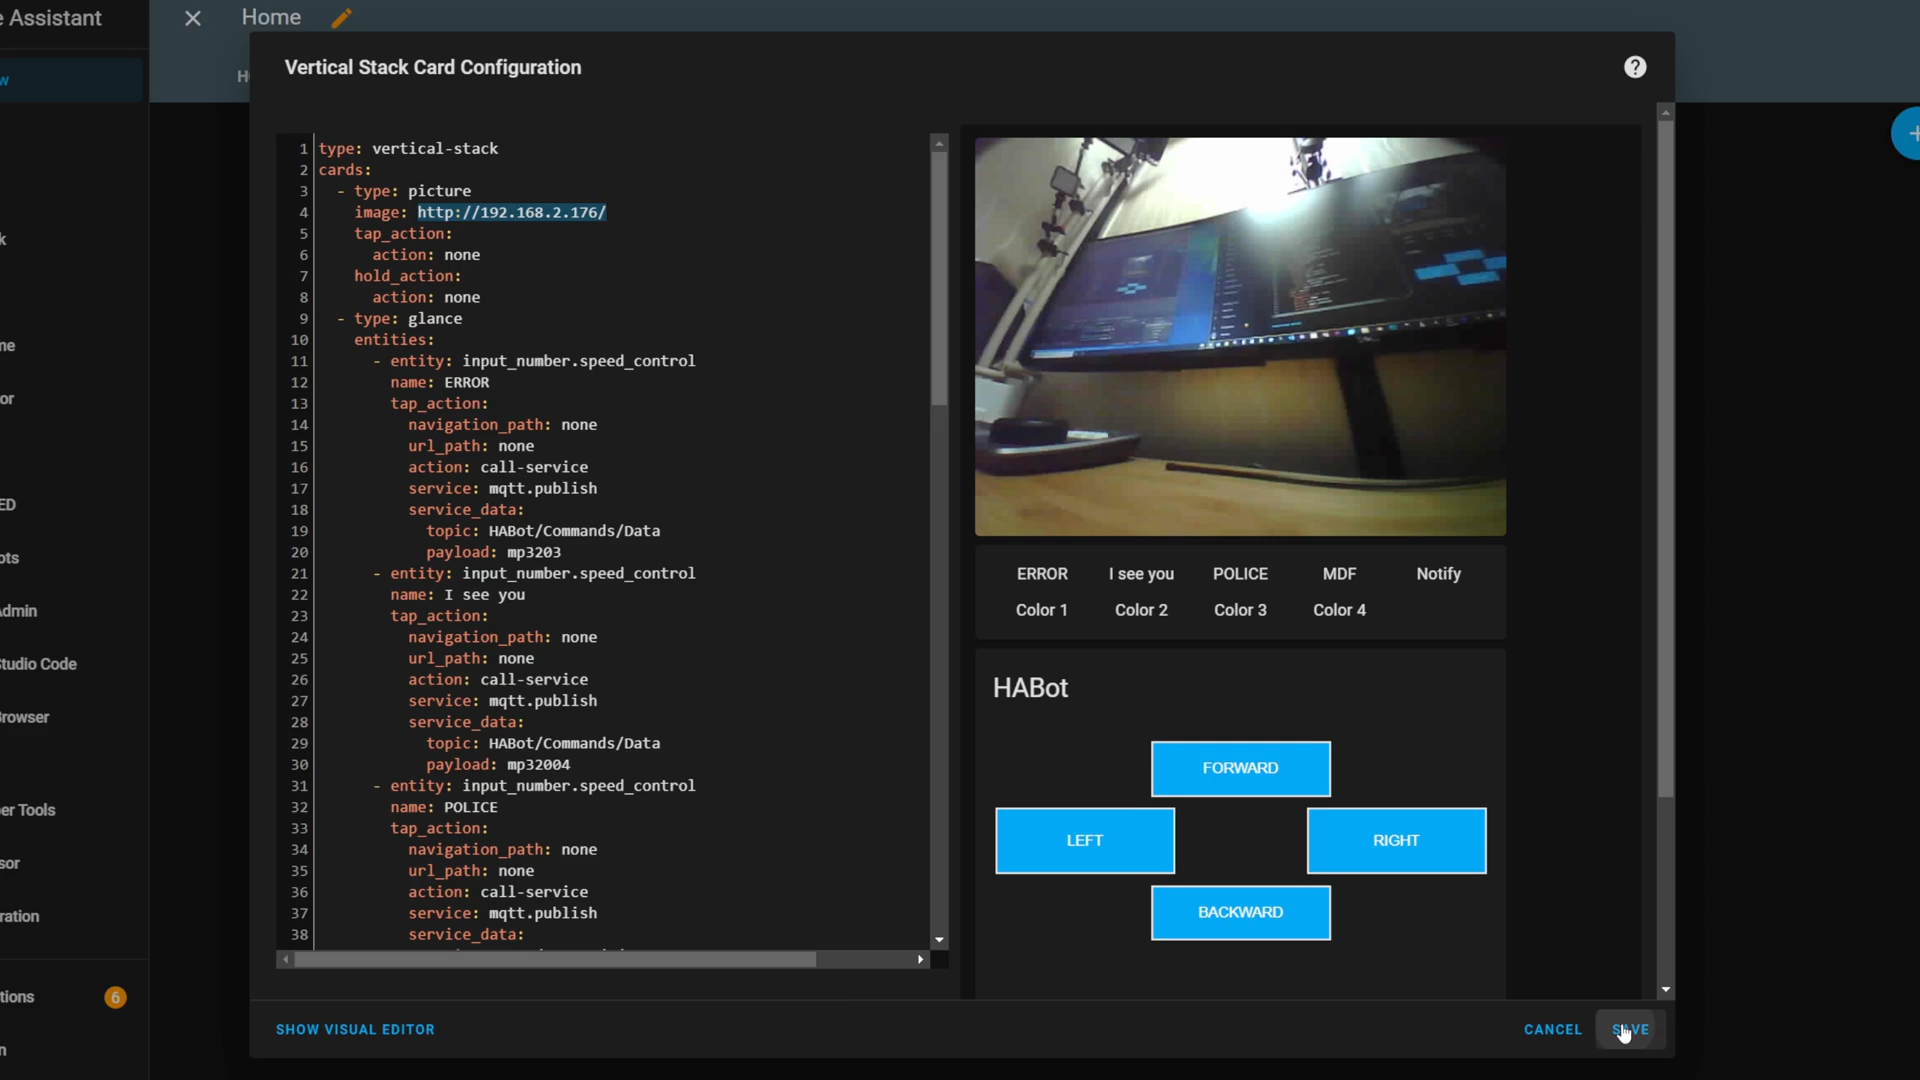 e Assistant
Home
Vertical Stack Card Configuration
?
w
k
me
or
ED
ots
Admin
Studio Code
Browser
er Tools
sor
ration
tions
6
n
1 type: vertical-stack
2 cards:
3 - type: picture
4 image: http://192.168.2.176/
5 tap_action:
6 action: none
7 hold_action:
8 action: none
9 - type: glance
10 entities:
11 - entity: input_number.speed_control
12 name: ERROR
13 tap_action:
14 navigation_path: none
15 url_path: none
16 action: call-service
17 service: mqtt.publish
18 service_data:
19 topic: HABot/Commands/Data
20 payload: mp3203
21 - entity: input_number.speed_control
22 name: I see you
23 tap_action:
24 navigation_path: none
25 url_path: none
26 action: call-service
27 service: mqtt.publish
28 service_data:
29 topic: HABot/Commands/Data
30 payload: mp32004
31 - entity: input_number.speed_control
32 name: POLICE
33 tap_action:
34 navigation_path: none
35 url_path: none
36 action: call-service
37 service: mqtt.publish
38 service_data:
ERROR I see you POLICE MDF Notify
Color 1 Color 2 Color 3 Color 4
HABot
FORWARD
LEFT RIGHT
BACKWARD
SHOW VISUAL EDITOR
CANCEL SAVE